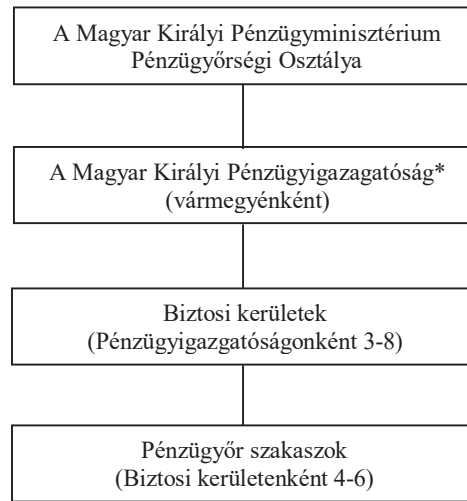 A Magyar Királyi Pénzügyminisztérium
Pénzügyőrségi Osztálya
A Magyar Királyi Pénzügyigazagatóság*
(vármegyénként)
Biztosi kerületek
(Pénzügyigazgatóságonként 3-8)
Pénzügyőr szakaszok
(Biztosi kerületenként 4-6)